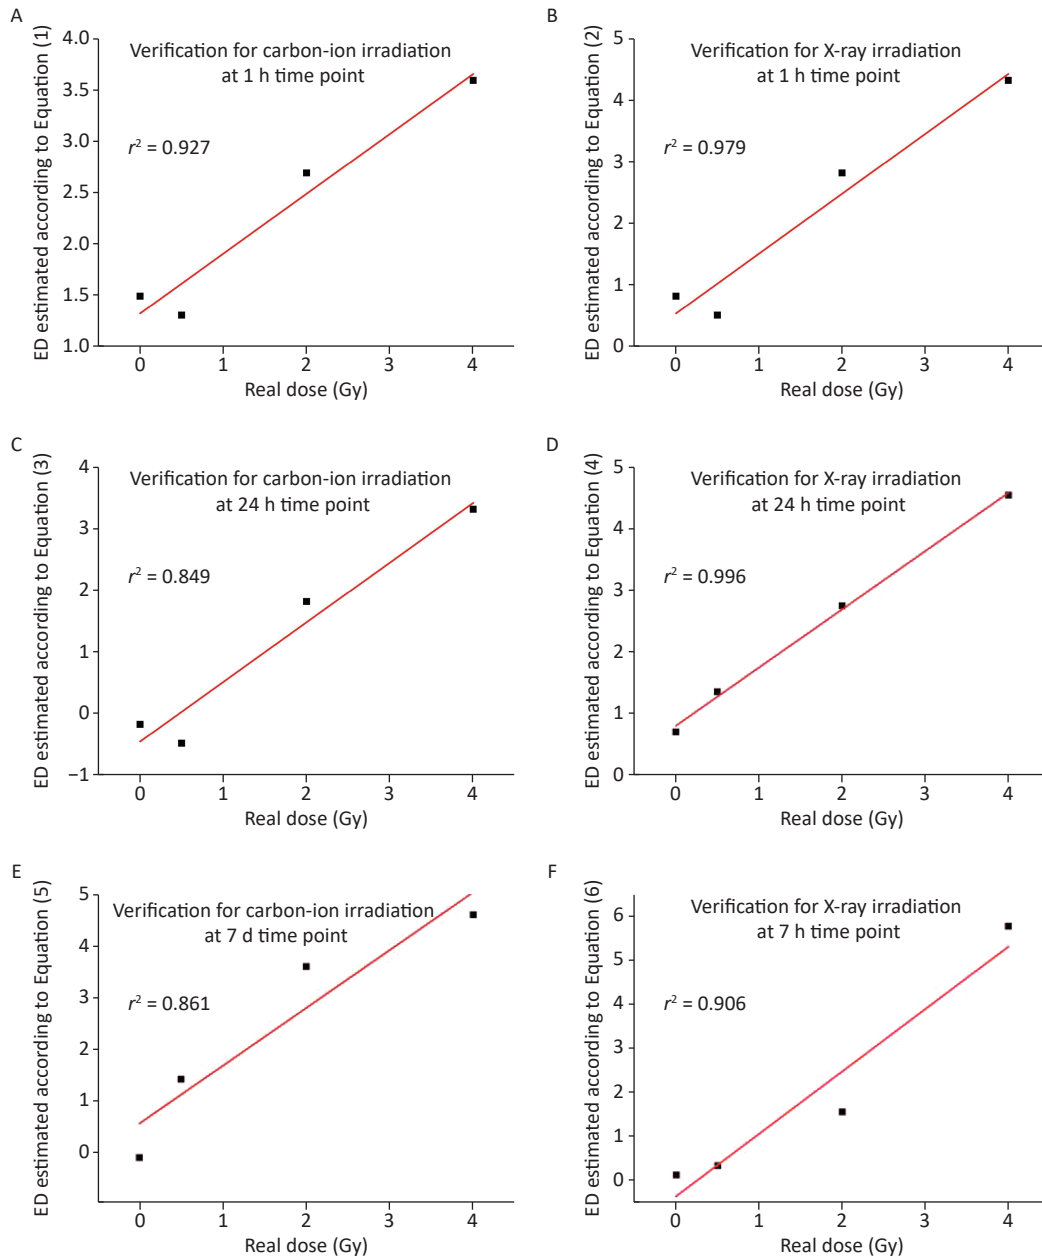 A
ED estimated according to Equation (1)
4.0
3.5
3.0
2.5
2.0
1.5
1.0
Verification for carbon-ion irradiation
at 1 h time point
r² = 0.927
0 1 2 3 4
Real dose (Gy)
B
ED estimated according to Equation (2)
5
4
3
2
1
0
Verification for X-ray irradiation
at 1 h time point
r² = 0.979
0 1 2 3 4
Real dose (Gy)
C
ED estimated according to Equation (3)
4
3
2
1
0
−1
Verification for carbon-ion irradiation
at 24 h time point
r² = 0.849
0 1 2 3 4
Real dose (Gy)
D
ED estimated according to Equation (4)
5
4
3
2
1
0
Verification for X-ray irradiation
at 24 h time point
r² = 0.996
0 1 2 3 4
Real dose (Gy)
E
ED estimated according to Equation (5)
5
4
3
2
1
0
Verification for carbon-ion irradiation
at 7 d time point
r² = 0.861
0 1 2 3 4
Real dose (Gy)
F
ED estimated according to Equation (6)
6
5
4
3
2
1
0
Verification for X-ray irradiation
at 7 h time point
r² = 0.906
0 1 2 3 4
Real dose (Gy)